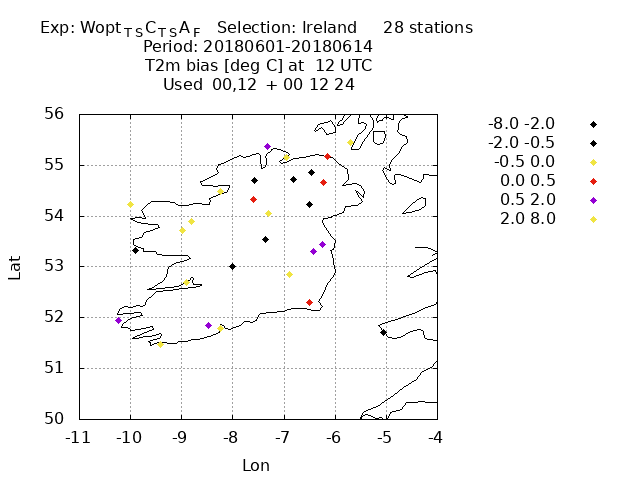 Exp: Wopt_TS C_TS A_F   Selection: Ireland   28 stations
Period: 20180601-20180614
T2m bias [deg C] at 12 UTC
Used 00,12 + 00 12 24
56
55
54
53
52
51
50
-11 -10 -9 -8 -7 -6 -5 -4
Lat
Lon
-8.0 -2.0
-2.0 -0.5
-0.5 0.0
0.0 0.5
0.5 2.0
2.0 8.0